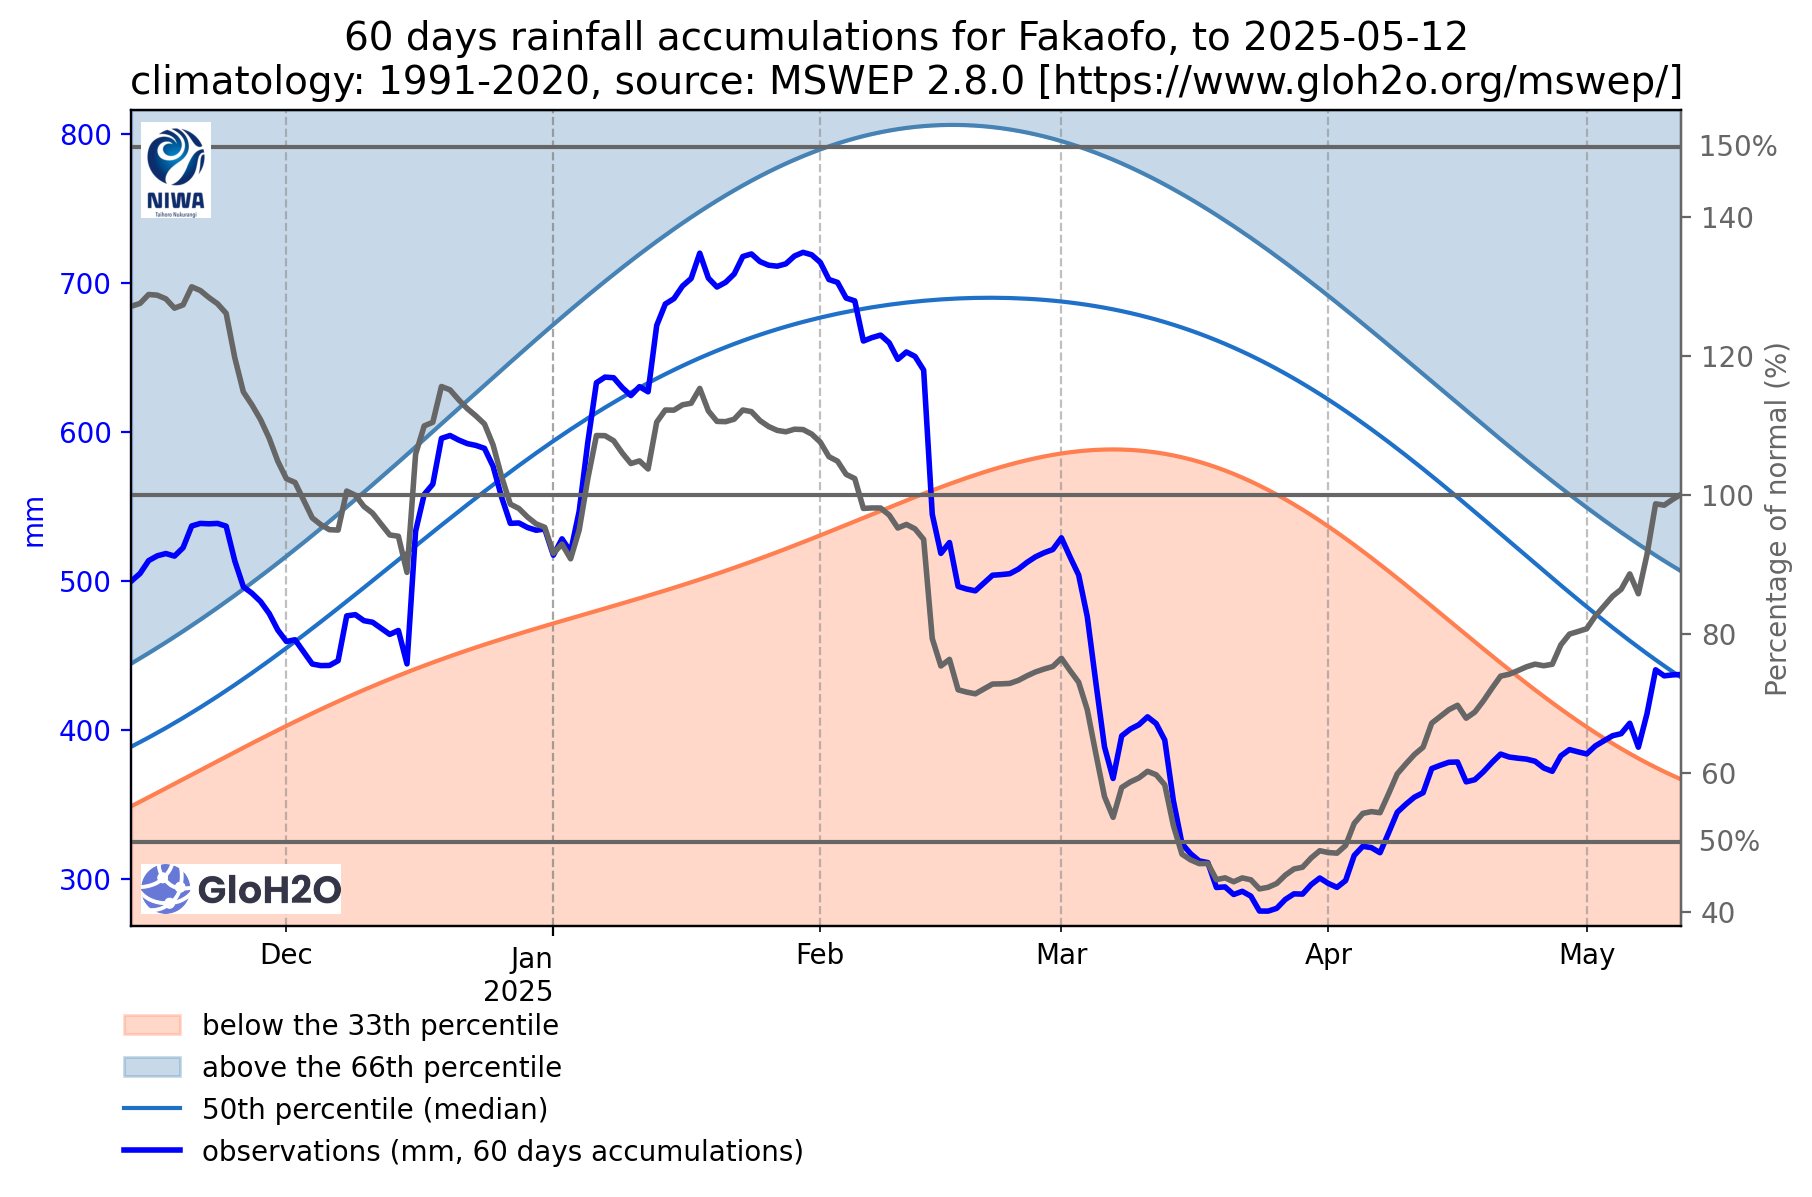 60 days rainfall accumulations for Fakaofo, to 2025-05-12
climatology: 1991-2020, source: MSWEP 2.8.0 [https://www.gloh2o.org/mswep/]
800
700
600
500
400
300
mm
NIWA
Taihoro Nukurangi
GloH2O
150%
140
120
100
80
60
50%
40
Percentage of normal (%)
Dec
Jan
2025
Feb
Mar
Apr
May
below the 33th percentile
above the 66th percentile
50th percentile (median)
observations (mm, 60 days accumulations)